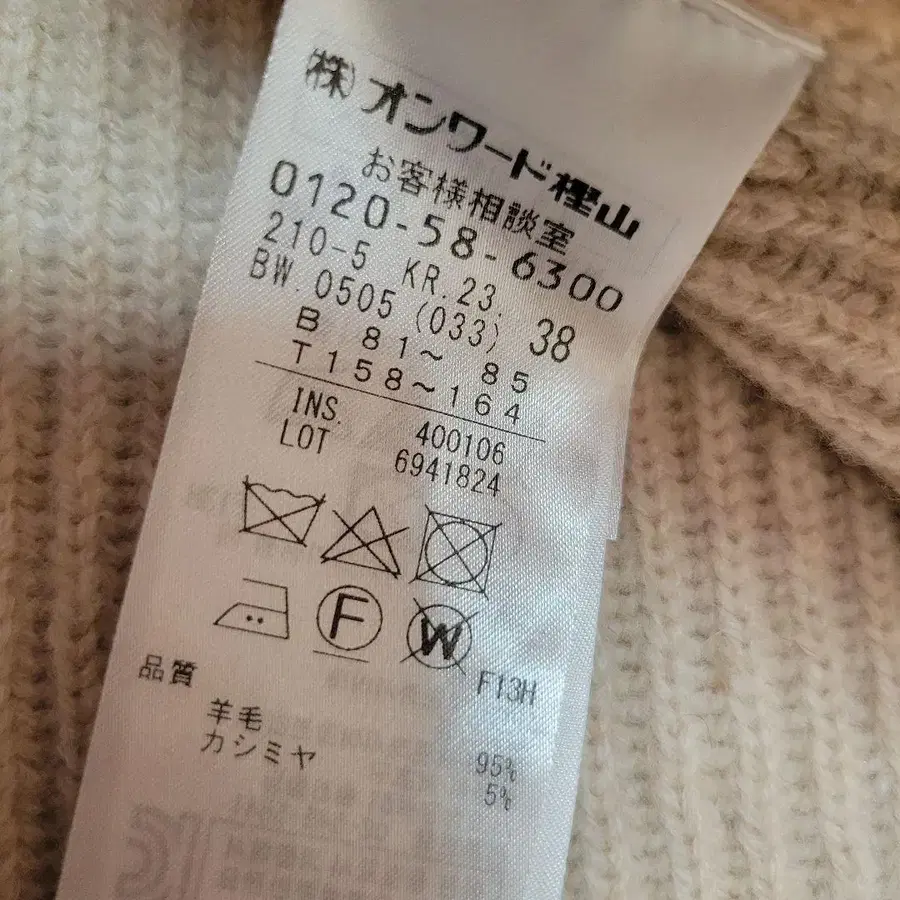 (株)オンワード樫山
お客様相談室
0120-58-6300
210-5 KR.23.
BW.0505 (033) 38
B 81～ 85
T 158～164
INS. 400106
LOT 6941824
F W
F13H
品質
羊毛 95%
カシミヤ 5%